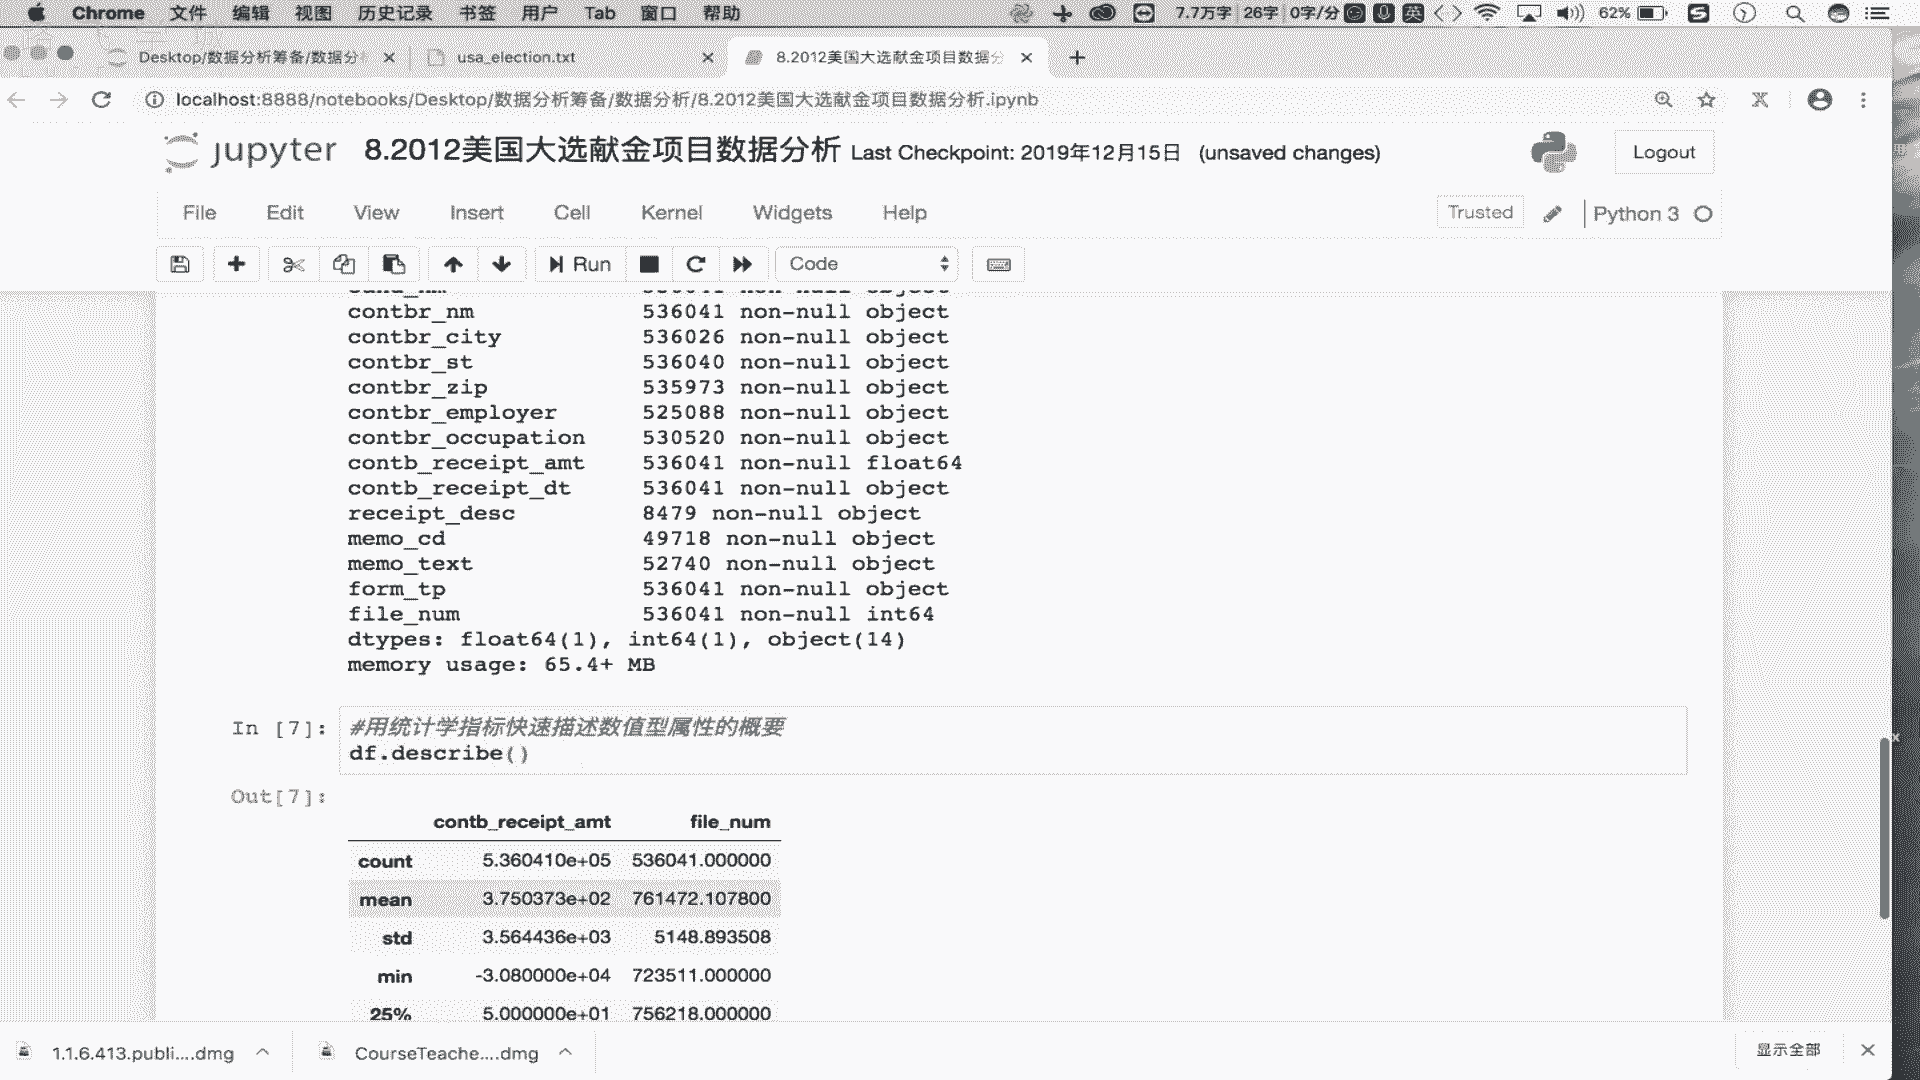 Chrome 文件 编辑 视图 历史记录 书签 用户 Tab 窗口 帮助 7.7万字 26字 0字/分 英 62%
Desktop/数据分析筹备/数据分 usa_election.txt 8.2012美国大选献金项目数据分
localhost:8888/notebooks/Desktop/数据分析筹备/数据分析/8.2012美国大选献金项目数据分析.ipynb
jupyter 8.2012美国大选献金项目数据分析 Last Checkpoint: 2019年12月15日 (unsaved changes) Logout
File Edit View Insert Cell Kernel Widgets Help Trusted Python 3
Run Code
contbr_nm 536041 non-null object
contbr_city 536026 non-null object
contbr_st 536040 non-null object
contbr_zip 535973 non-null object
contbr_employer 525088 non-null object
contbr_occupation 530520 non-null object
contb_receipt_amt 536041 non-null float64
contb_receipt_dt 536041 non-null object
receipt_desc 8479 non-null object
memo_cd 49718 non-null object
memo_text 52740 non-null object
form_tp 536041 non-null object
file_num 536041 non-null int64
dtypes: float64(1), int64(1), object(14)
memory usage: 65.4+ MB
In [7]: #用统计学指标快速描述数值型属性的概要
df.describe()
Out[7]:
contb_receipt_amt file_num
count 5.360410e+05 536041.000000
mean 3.750373e+02 761472.107800
std 3.564436e+03 5148.893508
min -3.080000e+04 723511.000000
25% 5.000000e+01 756218.000000
1.1.6.413.publi....dmg CourseTeache....dmg 显示全部